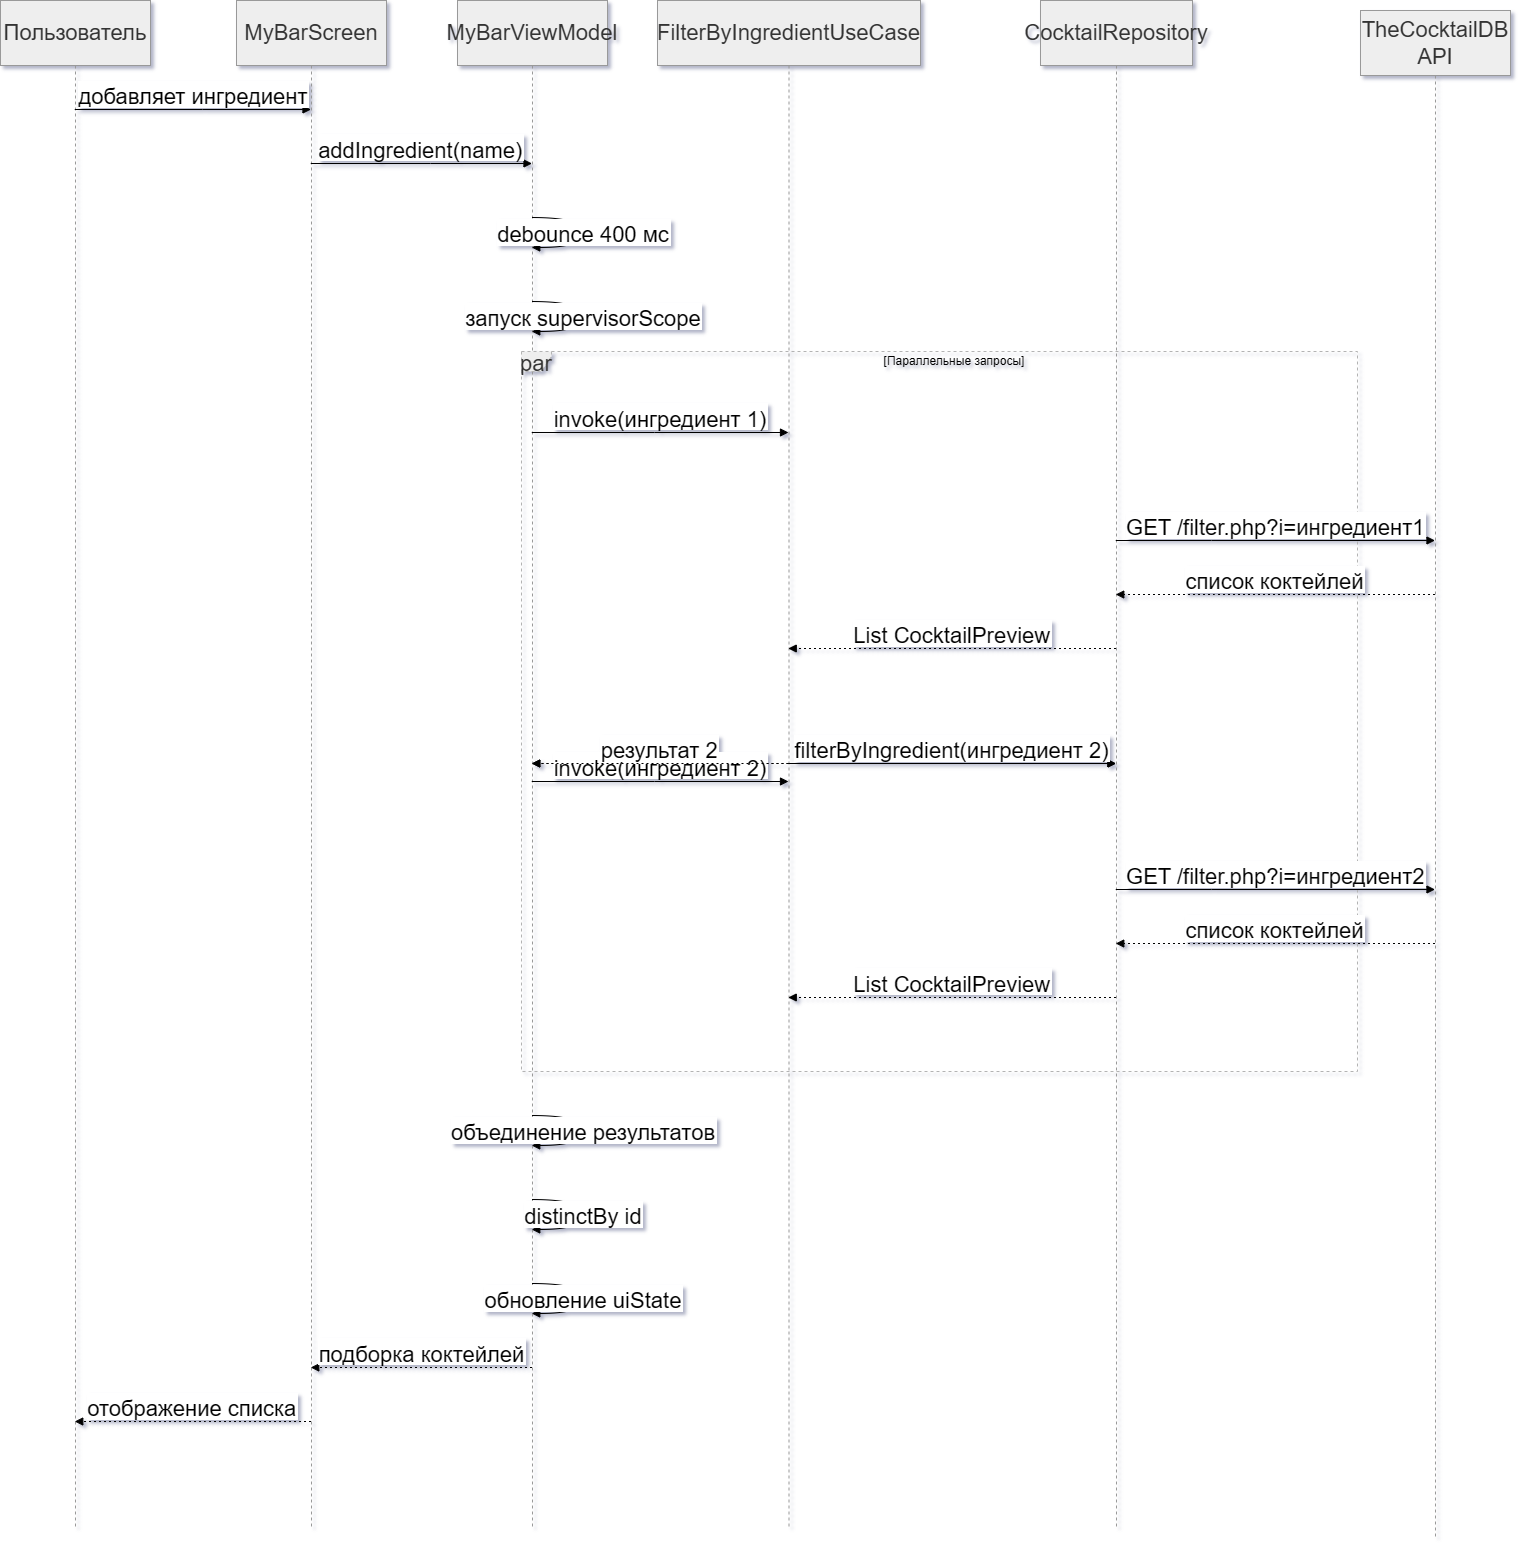 Пользователь
MyBarScreen
MyBarViewModel
FilterByIngredientUseCase
CocktailRepository
TheCocktailDB
API
добавляет ингредиент
addIngredient(name)
debounce 400 мс
запуск supervisorScope
par
[Параллельные запросы]
invoke(ингредиент 1)
GET /filter.php?i=ингредиент1
список коктейлей
List CocktailPreview
результат 2
filterByIngredient(ингредиент 2)
invoke(ингредиент 2)
GET /filter.php?i=ингредиент2
список коктейлей
List CocktailPreview
объединение результатов
distinctBy id
обновление uiState
подборка коктейлей
отображение списка